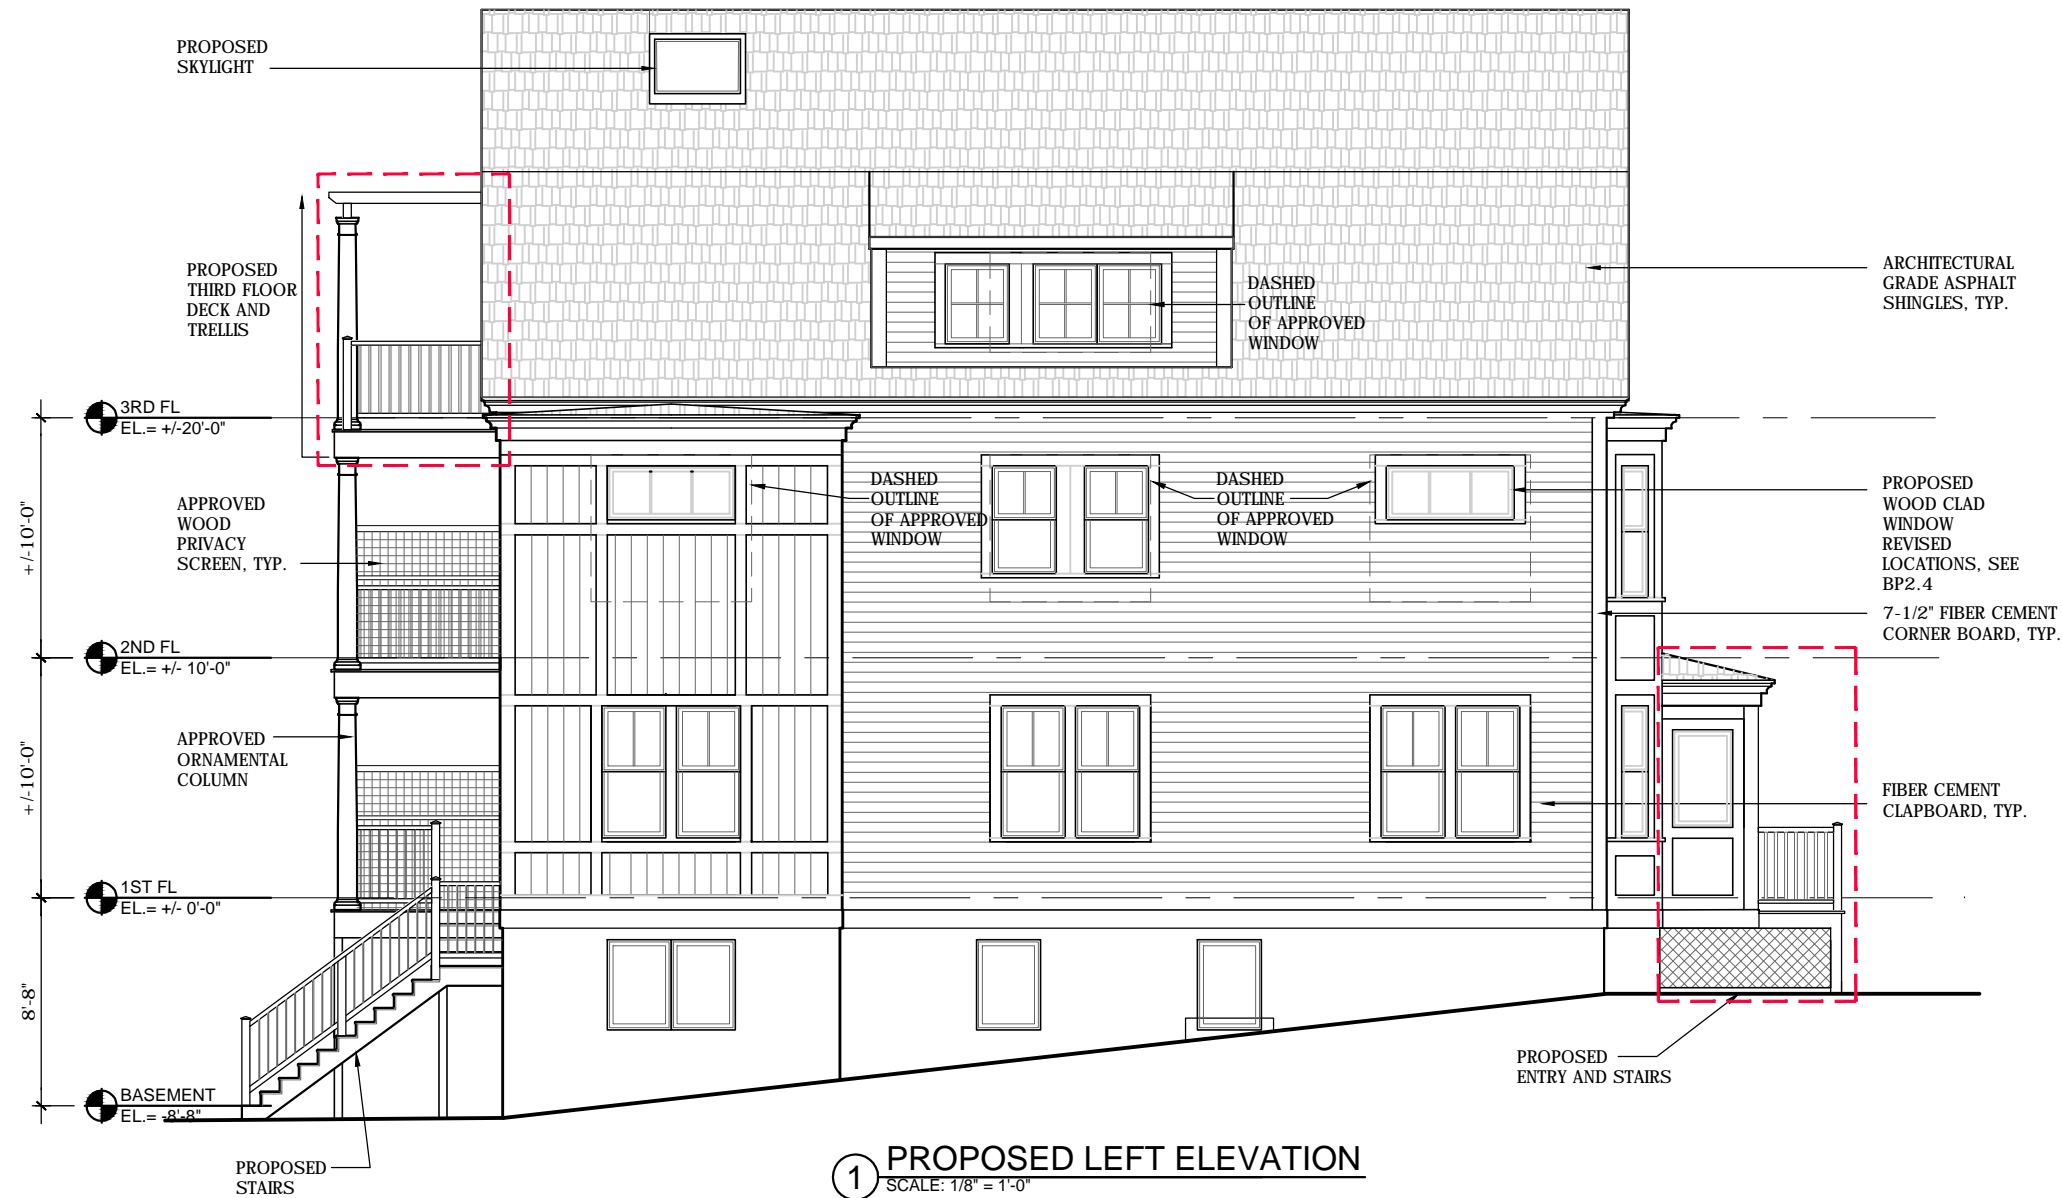 PROPOSED
SKYLIGHT
PROPOSED
THIRD FLOOR
DECK AND
TRELLIS
DASHED
OUTLINE
OF APPROVED
WINDOW
ARCHITECTURAL
GRADE ASPHALT
SHINGLES, TYP.
3RD FL
EL.= +/-20'-0"
+/-10'-0"
APPROVED
WOOD
PRIVACY
SCREEN, TYP.
DASHED
OUTLINE
OF APPROVED
WINDOW
DASHED
OUTLINE
OF APPROVED
WINDOW
PROPOSED
WOOD CLAD
WINDOW
REVISED
LOCATIONS, SEE
BP2.4
7-1/2" FIBER CEMENT
CORNER BOARD, TYP.
2ND FL
EL.= +/- 10'-0"
+/-10'-0"
APPROVED
ORNAMENTAL
COLUMN
FIBER CEMENT
CLAPBOARD, TYP.
1ST FL
EL.= +/- 0'-0"
8'-8"
PROPOSED
ENTRY AND STAIRS
BASEMENT
EL.= -8'-8"
PROPOSED
STAIRS
1 PROPOSED LEFT ELEVATION
SCALE: 1/8" = 1'-0"